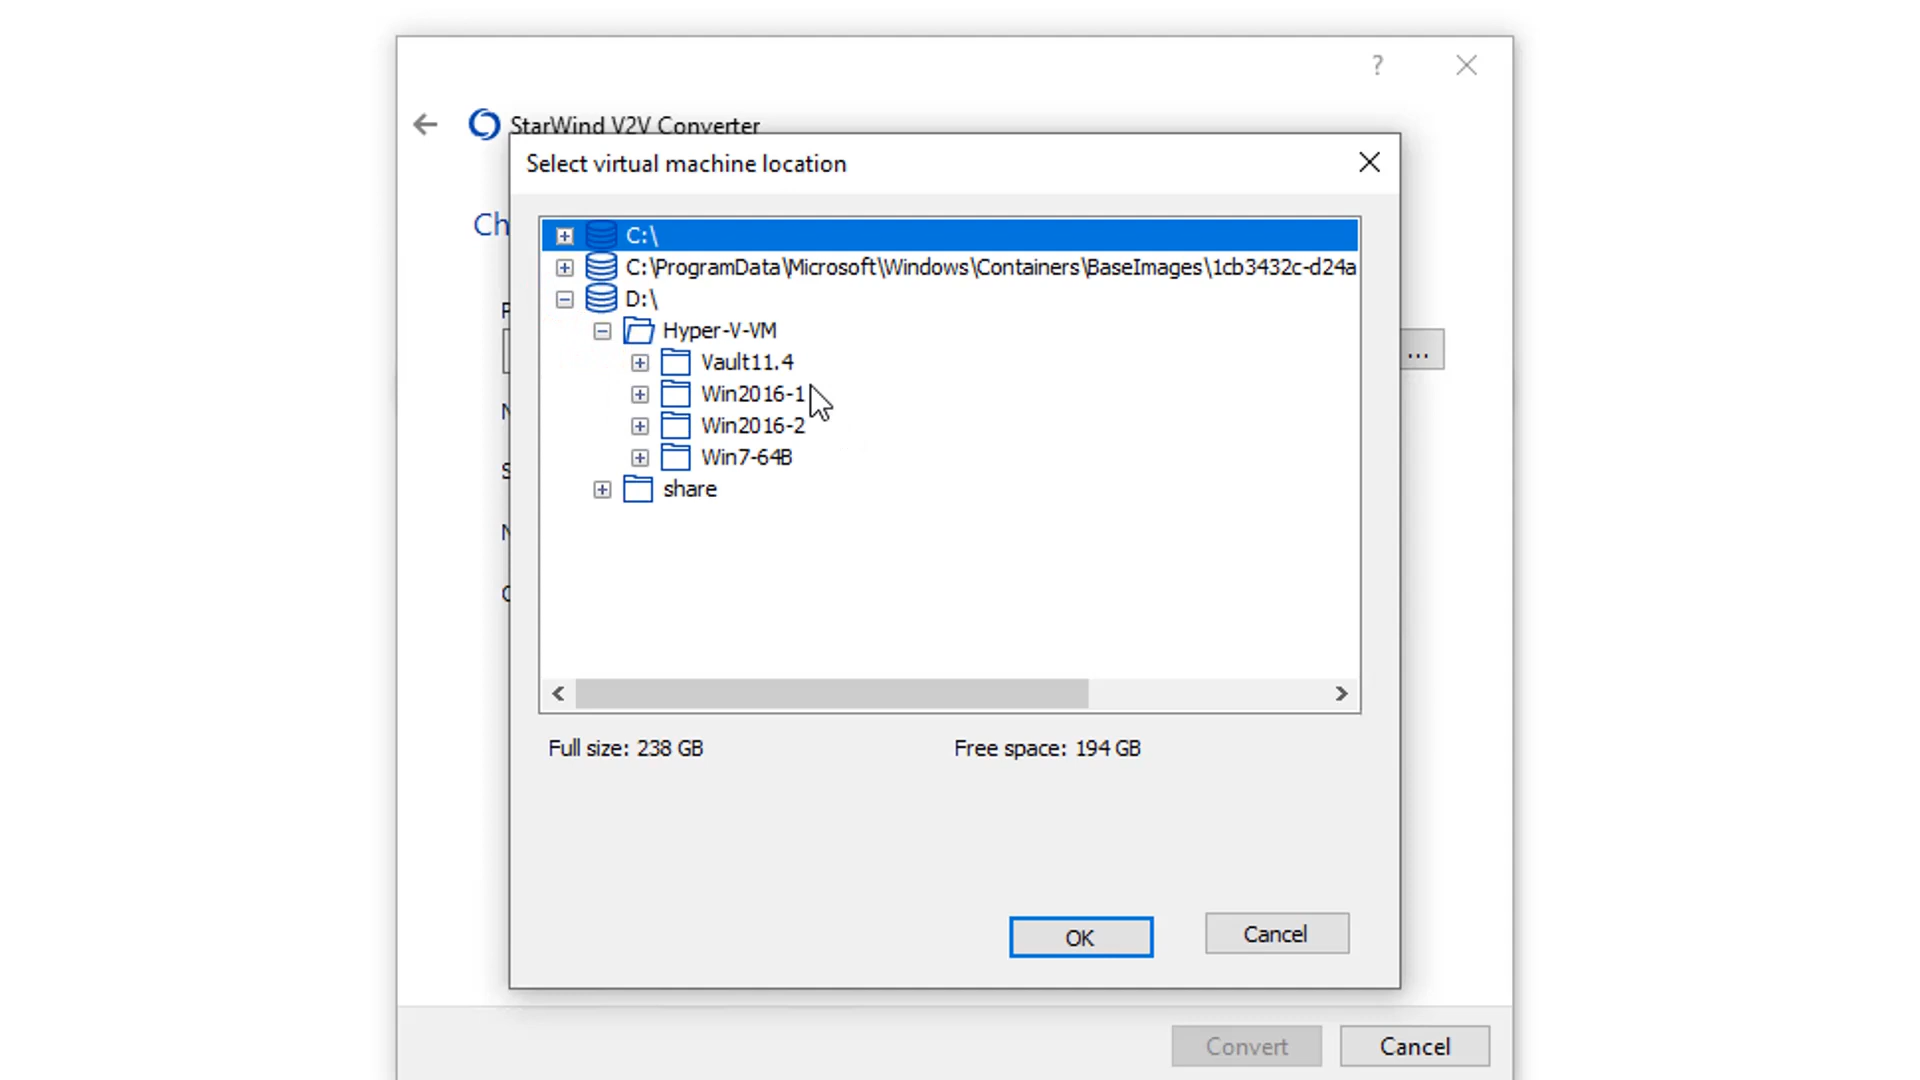 ?
StarWind V2V Converter
Select virtual machine location
Ch
C:\
C:\ProgramData\Microsoft\Windows\Containers\BaseImages\1cb3432c-d24a
D:\
Hyper-V-VM
...
Vault11.4
Win2016-1
Win2016-2
Win7-64B
share
Full size: 238 GB Free space: 194 GB
OK Cancel
Convert Cancel